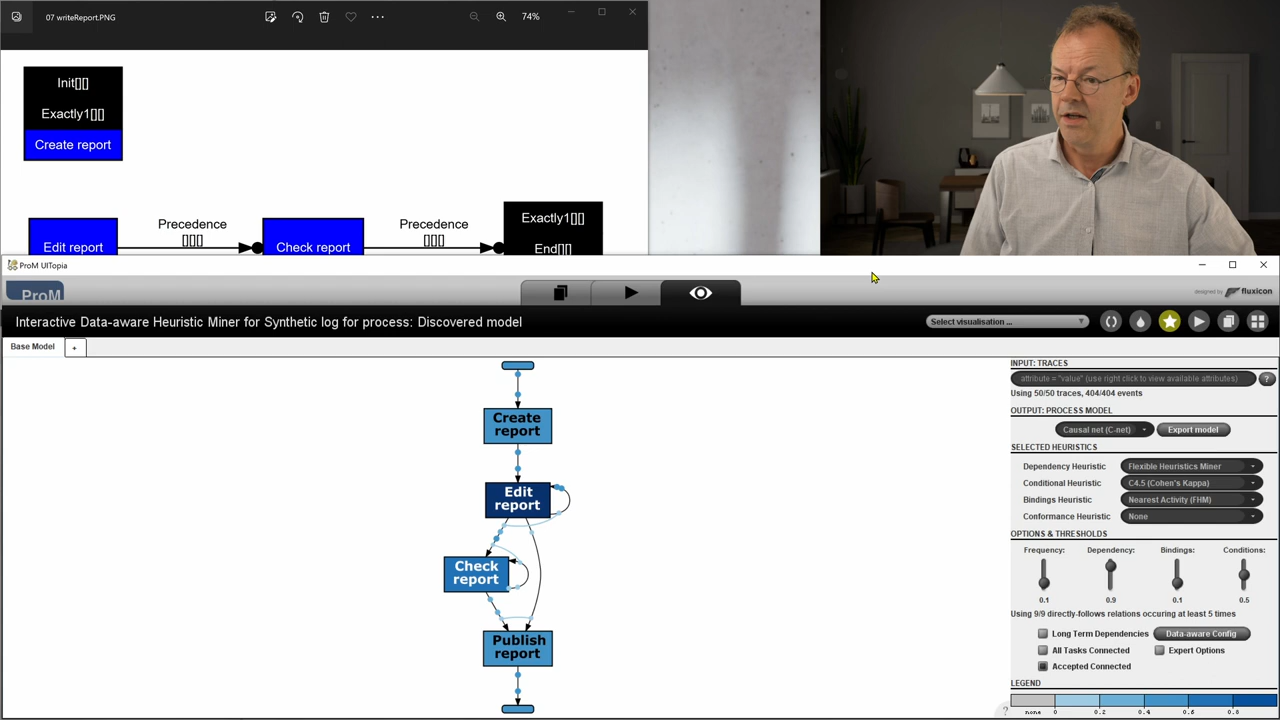 07 writeReport.PNG
74%
Init[][]
Exactly1[][]
Create report
Precedence
[][][]
Precedence
[][][]
Edit report
Check report
Exactly1[][]
End[][]
ProM UITopia
ProM
designed by fluxicon
Interactive Data-aware Heuristic Miner for Synthetic log for process: Discovered model
Select visualisation ...
Base Model
+
Create
report
Edit
report
Check
report
Publish
report
INPUT: TRACES
attribute = "value" (use right click to view available attributes)
?
Using 50/50 traces, 404/404 events
OUTPUT: PROCESS MODEL
Causal net (C-net)
Export model
SELECTED HEURISTICS
Dependency Heuristic
Flexible Heuristics Miner
Conditional Heuristic
C4.5 (Cohen's Kappa)
Bindings Heuristic
Nearest Activity (FHM)
Conformance Heuristic
None
OPTIONS & THRESHOLDS
Frequency:
Dependency:
Bindings:
Conditions:
0.1
0.9
0.1
0.5
Using 9/9 directly-follows relations occuring at least 5 times
Long Term Dependencies
Data-aware Config
All Tasks Connected
Expert Options
Accepted Connected
LEGEND
?
none
0
0.2
0.4
0.6
0.8